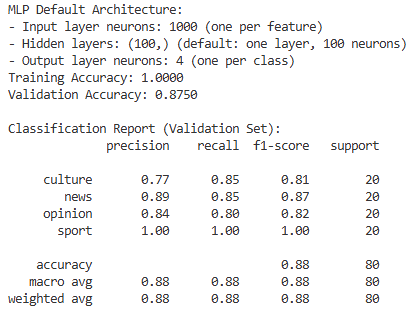 MLP Default Architecture:
- Input layer neurons: 1000 (one per feature)
- Hidden layers: (100,) (default: one layer, 100 neurons)
- Output layer neurons: 4 (one per class)
Training Accuracy: 1.0000
Validation Accuracy: 0.8750

Classification Report (Validation Set):
              precision    recall  f1-score   support

     culture       0.77      0.85      0.81        20
        news       0.89      0.85      0.87        20
     opinion       0.84      0.80      0.82        20
       sport       1.00      1.00      1.00        20

    accuracy                           0.88        80
   macro avg       0.88      0.88      0.88        80
weighted avg       0.88      0.88      0.88        80